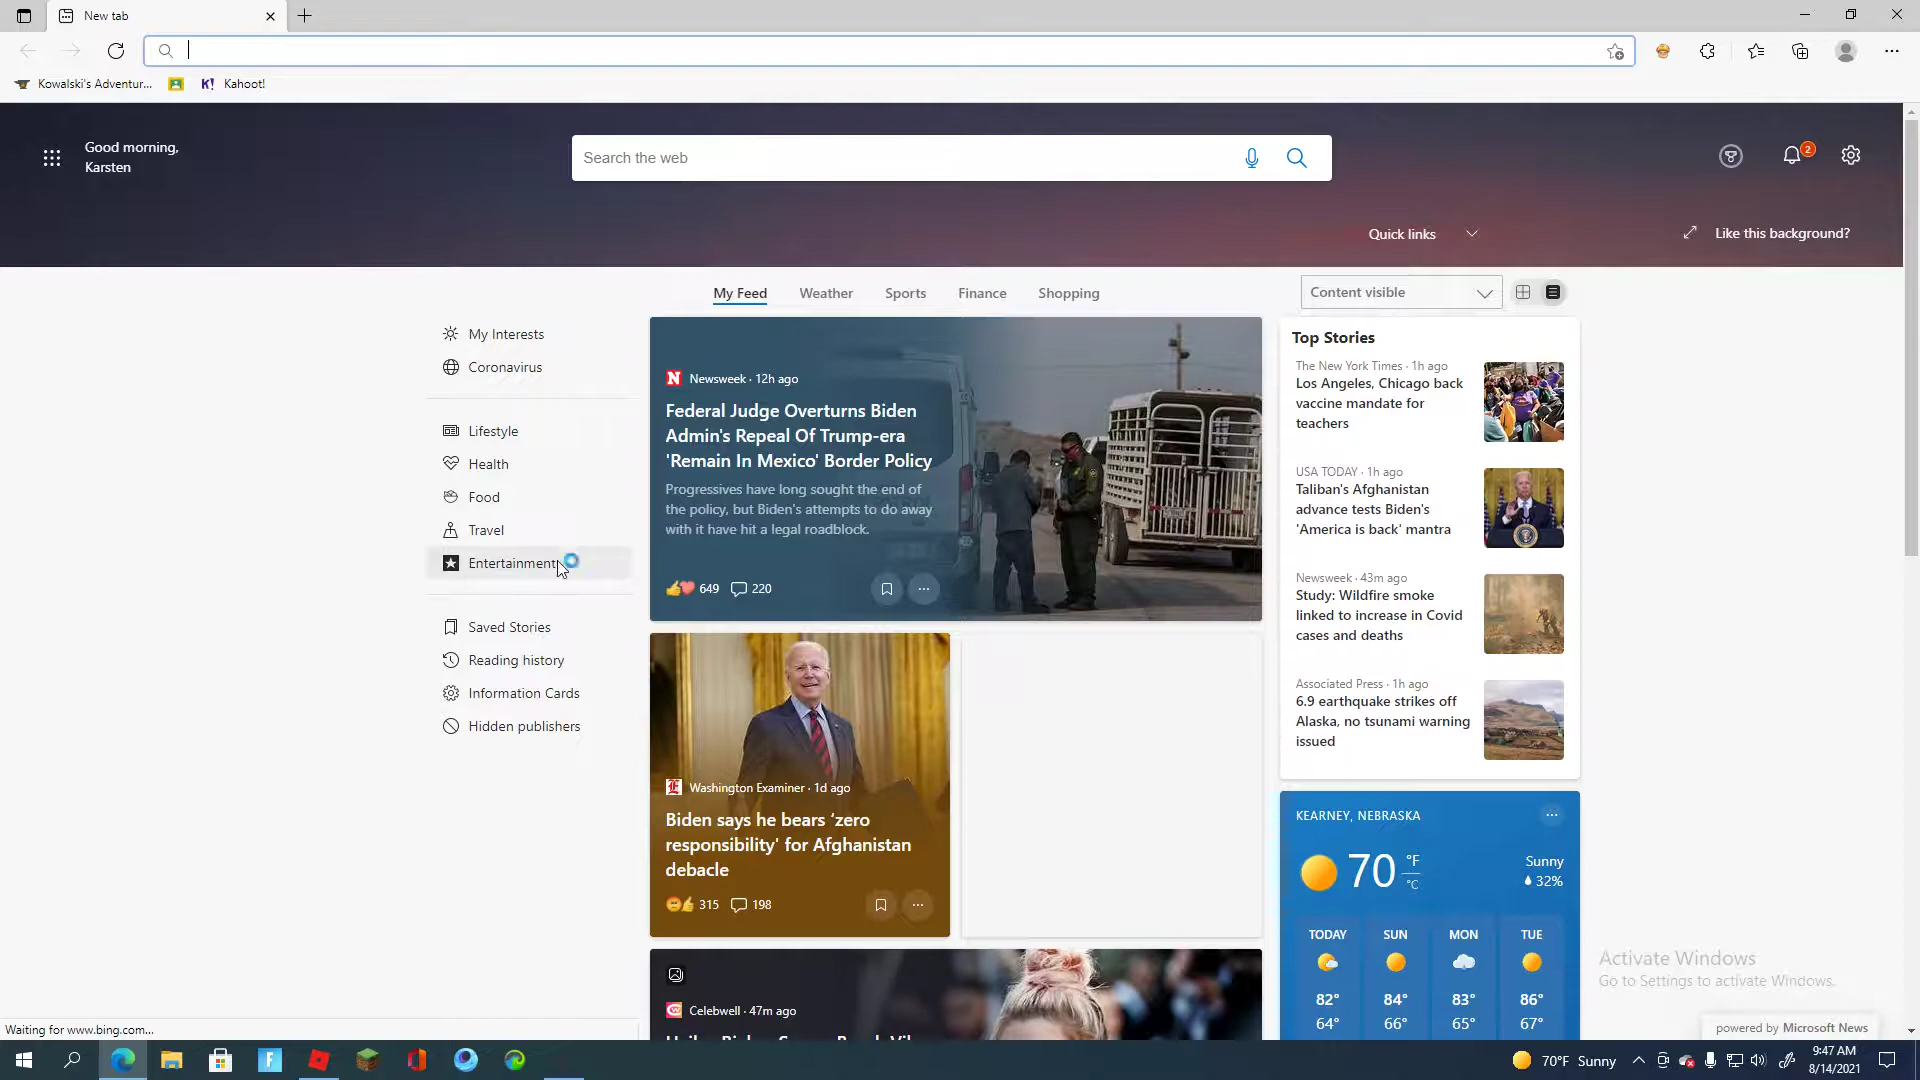 New tab
Kowalski's Adventur...
Kahoot!
Good morning,
Karsten
Search the web
2
Quick links
Like this background?
My Feed
Weather
Sports
Finance
Shopping
Content visible
My Interests
Coronavirus
Lifestyle
Health
Food
Travel
Entertainment
Saved Stories
Reading history
Information Cards
Hidden publishers
Newsweek · 12h ago
Federal Judge Overturns Biden
Admin's Repeal Of Trump-era
'Remain In Mexico' Border Policy
Progressives have long sought the end of
the policy, but Biden's attempts to do away
with it have hit a legal roadblock.
649
220
Washington Examiner · 1d ago
Biden says he bears ‘zero
responsibility' for Afghanistan
debacle
315
198
Celebwell · 47m ago
Top Stories
The New York Times · 1h ago
Los Angeles, Chicago back
vaccine mandate for
teachers
USA TODAY · 1h ago
Taliban's Afghanistan
advance tests Biden's
'America is back' mantra
Newsweek · 43m ago
Study: Wildfire smoke
linked to increase in Covid
cases and deaths
Associated Press · 1h ago
6.9 earthquake strikes off
Alaska, no tsunami warning
issued
KEARNEY, NEBRASKA
70 °F °C
Sunny
32%
TODAY SUN MON TUE
82° 84° 83° 86°
64° 66° 65° 67°
Activate Windows
Go to Settings to activate Windows.
powered by Microsoft News
Waiting for www.bing.com...
70°F Sunny
9:47 AM
8/14/2021